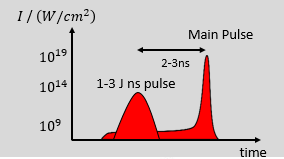 I / (W/cm²)
Main Pulse
10¹⁹
2-3ns
10¹⁴
1-3 J ns pulse
10⁹
time